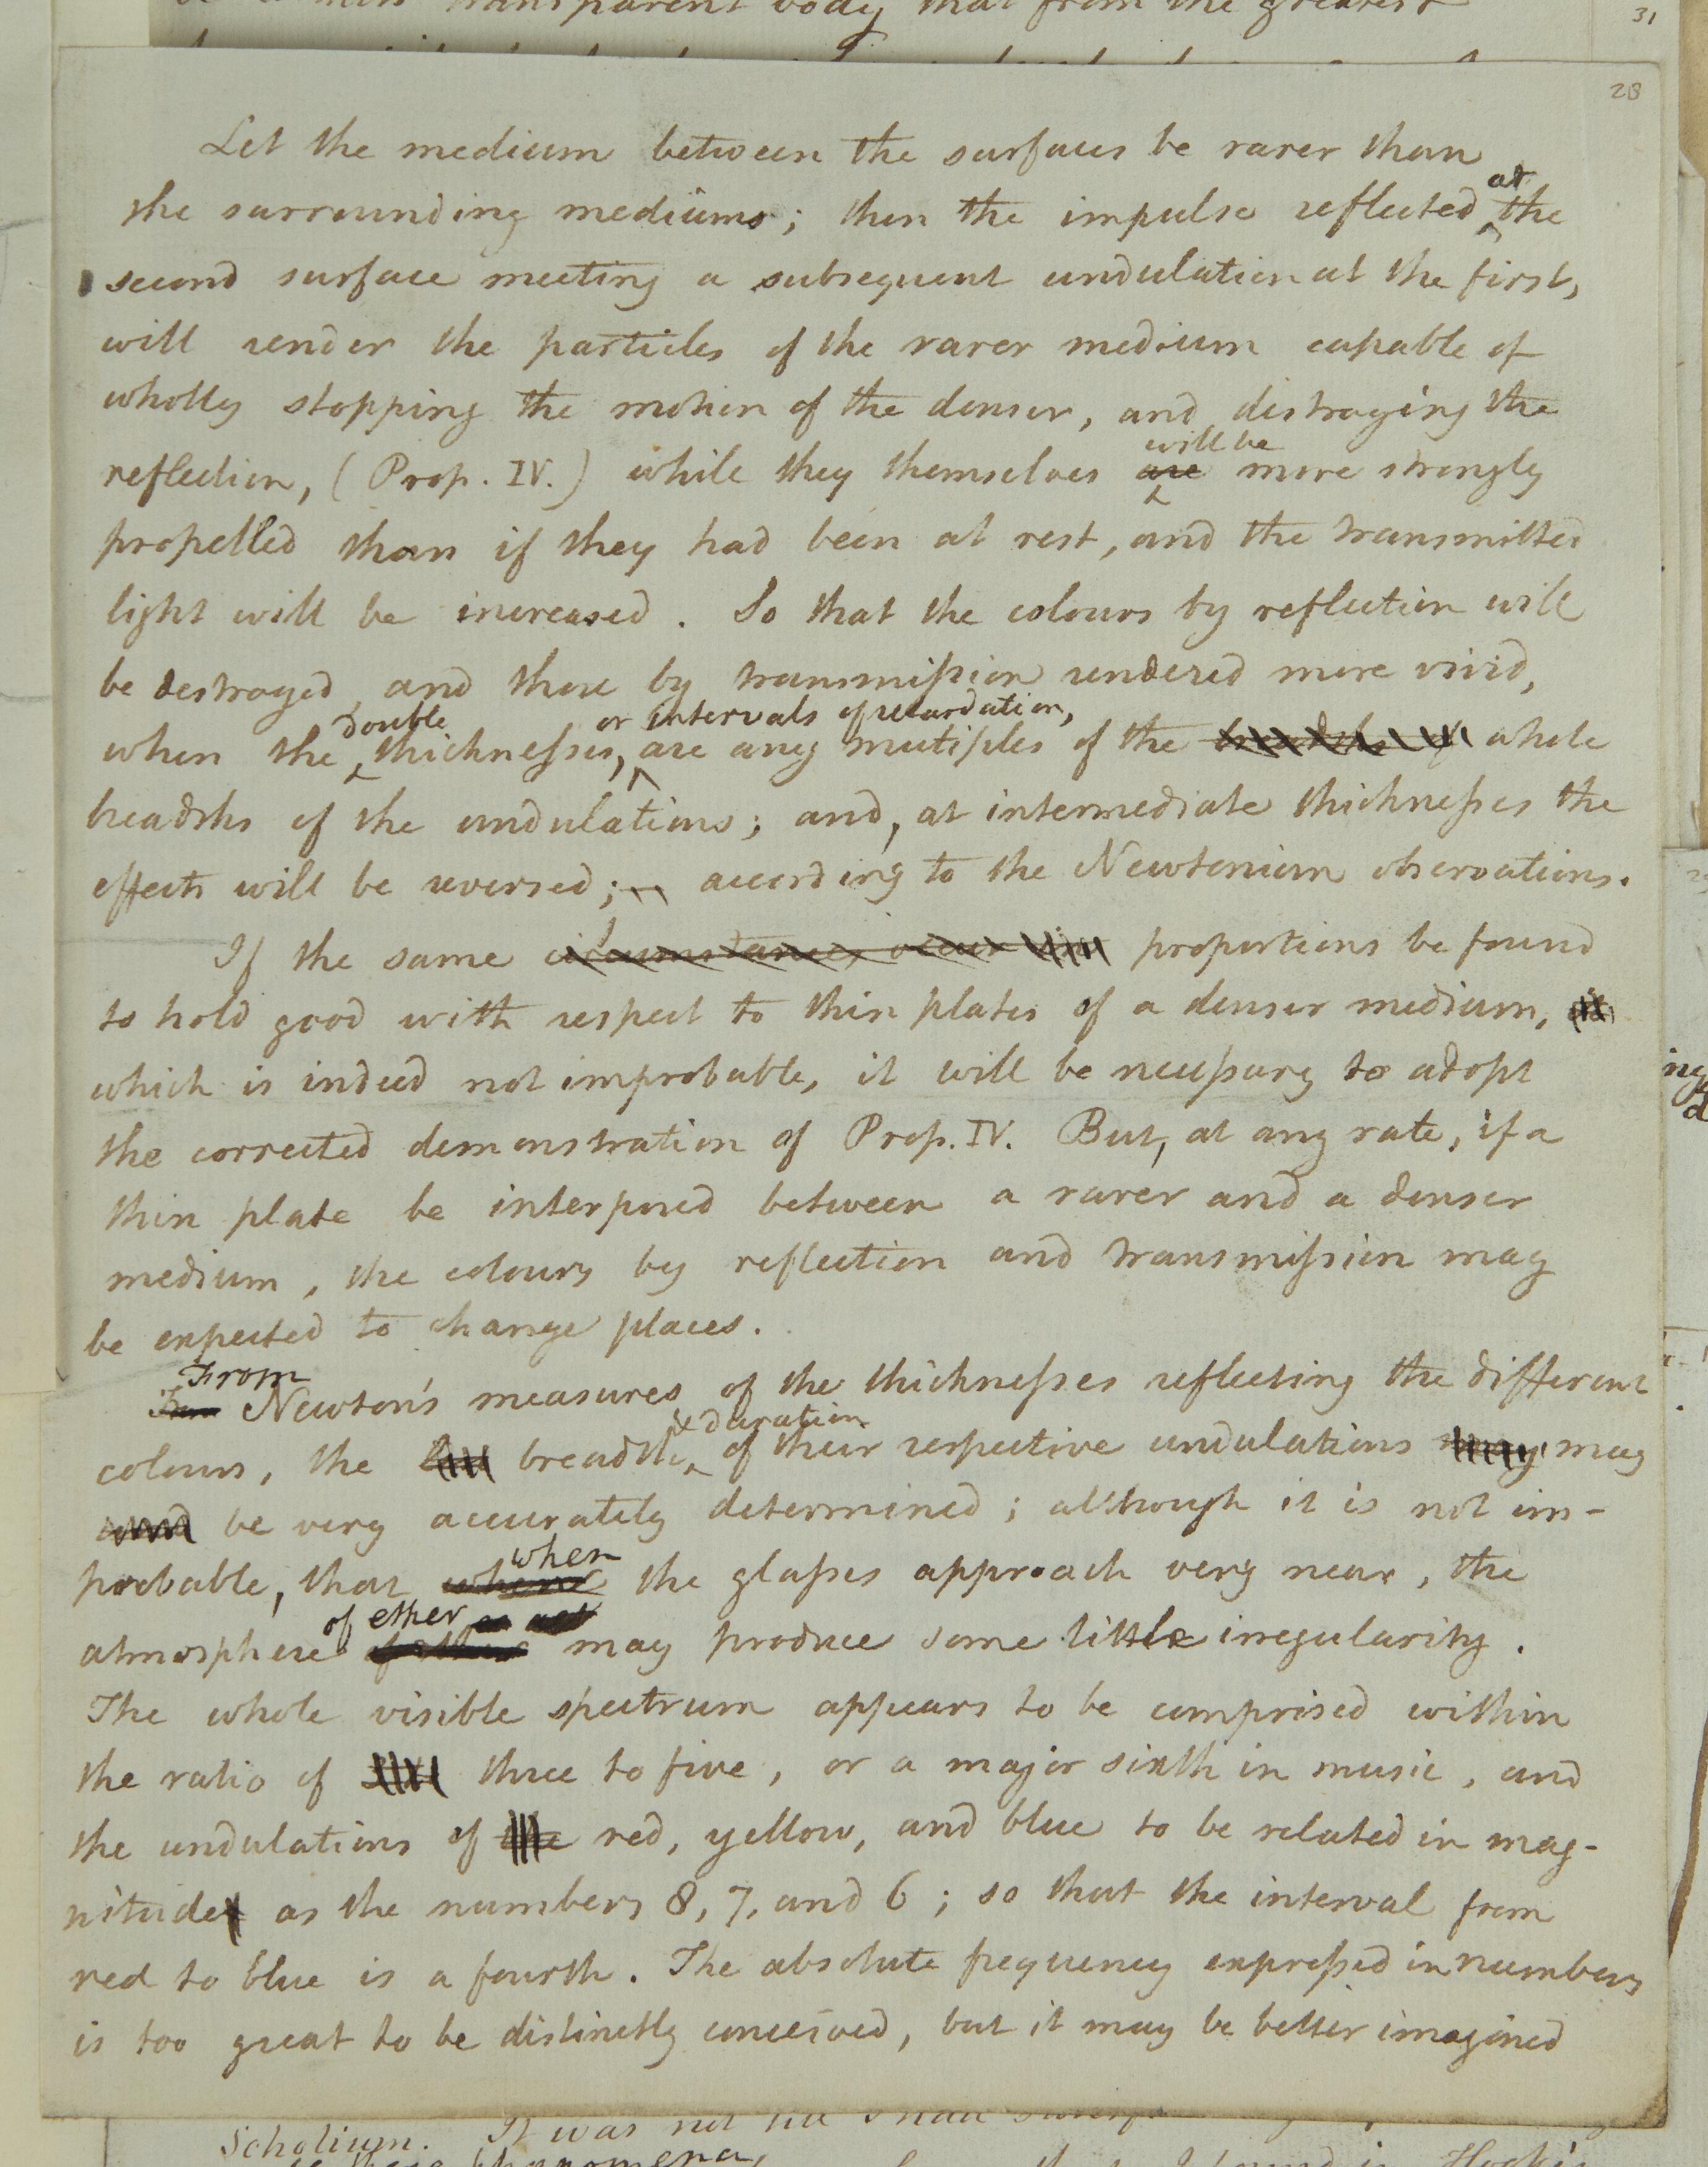 be a more transparent body that from the greatest
31
28
Let the medium between the surfaces be rarer than
the surrounding mediums; then the impulse reflected at the
second surface meeting a subsequent undulation at the first,
will render the particles of the rarer medium capable of
wholly stopping the motion of the denser, and destroying the
reflection, (Prop. IV.) while they themselves are will be more strongly
propelled than if they had been at rest, and the transmitted
light will be increased. So that the colours by reflection will
be destroyed, and those by transmission rendered more vivid,
when the double thicknesses, or intervals of retardation, are any mutiples of the breadths of whole
breadths of the undulations; and, at intermediate thicknesses the
effects will be reversed; according to the Newtonian observations.
If the same circumstances occur proportions be found
to hold good with respect to thin plates of a denser medium,
which is indeed not improbable, it will be necessary to adopt
the corrected demonstration of Prop. IV. But, at any rate, if a
thin plate be interposed between a rarer and a denser
medium, the colours by reflection and transmission may
be expected to change places.
From Newton's measures of the thicknesses reflecting the different
colours, the breadth & duration of their respective undulations may may
be very accurately determined; although it is not im-
probable, that when the glasses approach very near, the
atmosphere of ether may produce some little irregularity.
The whole visible spectrum appears to be comprised within
the ratio of three to five, or a major sixth in music, and
the undulations of the red, yellow, and blue to be related in mag-
nitude as the numbers 8, 7, and 6; so that the interval from
red to blue is a fourth. The absolute frequency expressed in numbers
is too great to be distinctly conceived, but it may be better imagined
Scholium. It was not till I had
these phenomena,
ing
d